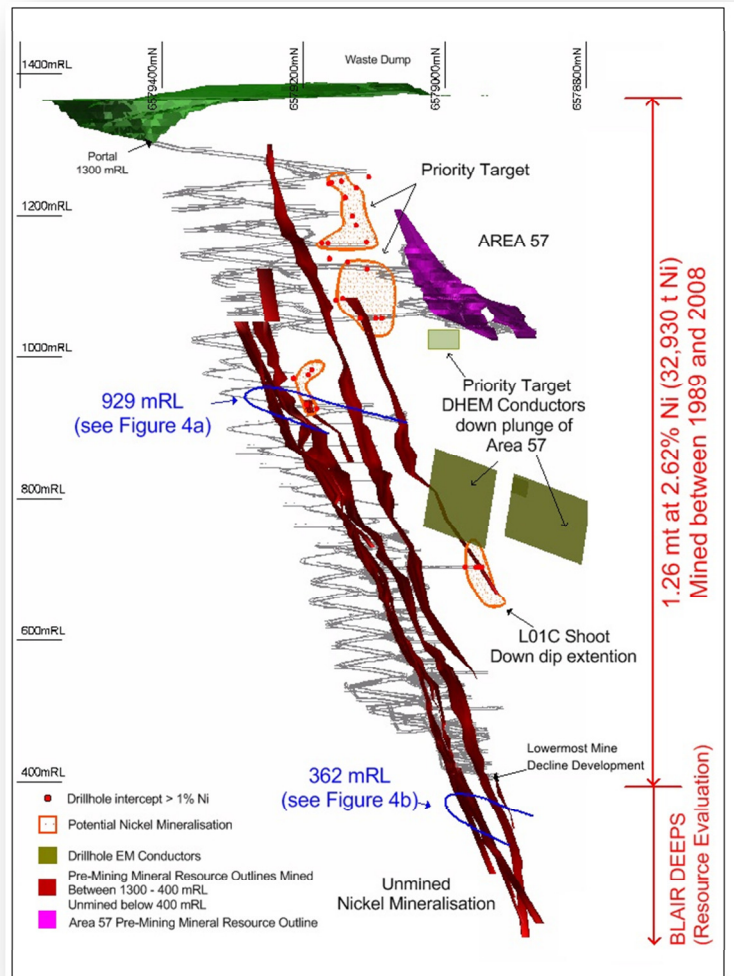 1400mRL
6579400mN
6579200mN
Waste Dump
6579000mN
6578800mN
Portal
1300 mRL
Priority Target
1200mRL
AREA 57
1000mRL
Priority Target
DHEM Conductors
down plunge of
Area 57
929 mRL
(see Figure 4a)
800mRL
L01C Shoot
Down dip extention
600mRL
1.26 mt at 2.62% Ni (32,930 t Ni)
Mined between 1989 and 2008
400mRL
Lowermost Mine
Decline Development
362 mRL
(see Figure 4b)
Drillhole intercept > 1% Ni
Potential Nickel Mineralisation
Drillhole EM Conductors
Pre-Mining Mineral Resource Outlines Mined
Between 1300 - 400 mRL
Unmined below 400 mRL
Area 57 Pre-Mining Mineral Resource Outline
Unmined
Nickel Mineralisation
BLAIR DEEPS
(Resource Evaluation)